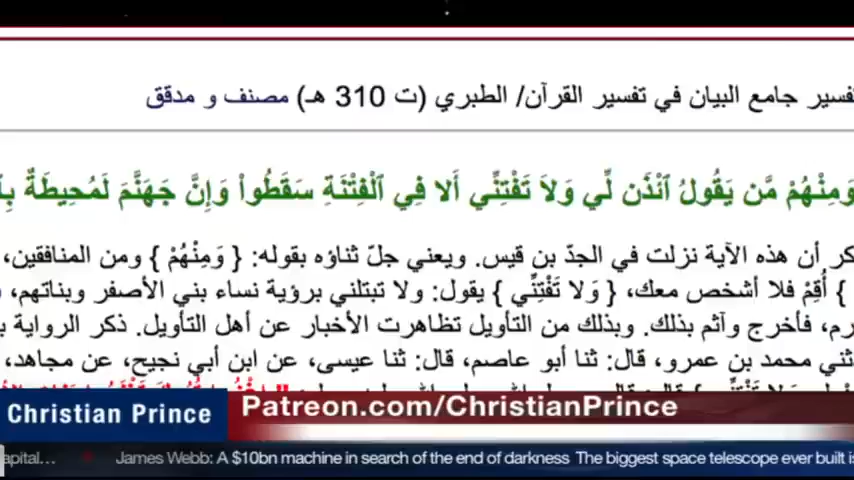 تفسير جامع البيان في تفسير القرآن/ الطبري (ت 310 هـ) مصنف و مدقق
وَمِنْهُمْ مَّن يَقُولُ ٱئْذَن لِّي وَلاَ تَفْتِنِّي أَلا فِي ٱلْفِتْنَةِ سَقَطُواْ وَإِنَّ جَهَنَّمَ لَمُحِيطَةٌ
كر أن هذه الآية نزلت في الجدّ بن قيس. ويعني جلّ ثناؤه بقوله: { وَمِنْهُمْ } ومن المنافقين،
} أُقِمْ فلا أشخص معك، { وَلا تَفْتِنِّي } يقول: ولا تبتلني برؤية نساء بني الأصفر وبناتهم،
رم، فأخرج وآثم بذلك. وبذلك من التأويل تظاهرت الأخبار عن أهل التأويل. ذكر الرواية
ثني محمد بن عمرو، قال: ثنا أبو عاصم، قال: ثنا عيسى، عن ابن أبي نجيح، عن مجاهد،
Christian Prince
Patreon.com/ChristianPrince
apital... James Webb: A $10bn machine in search of the end of darkness The biggest space telescope ever built is